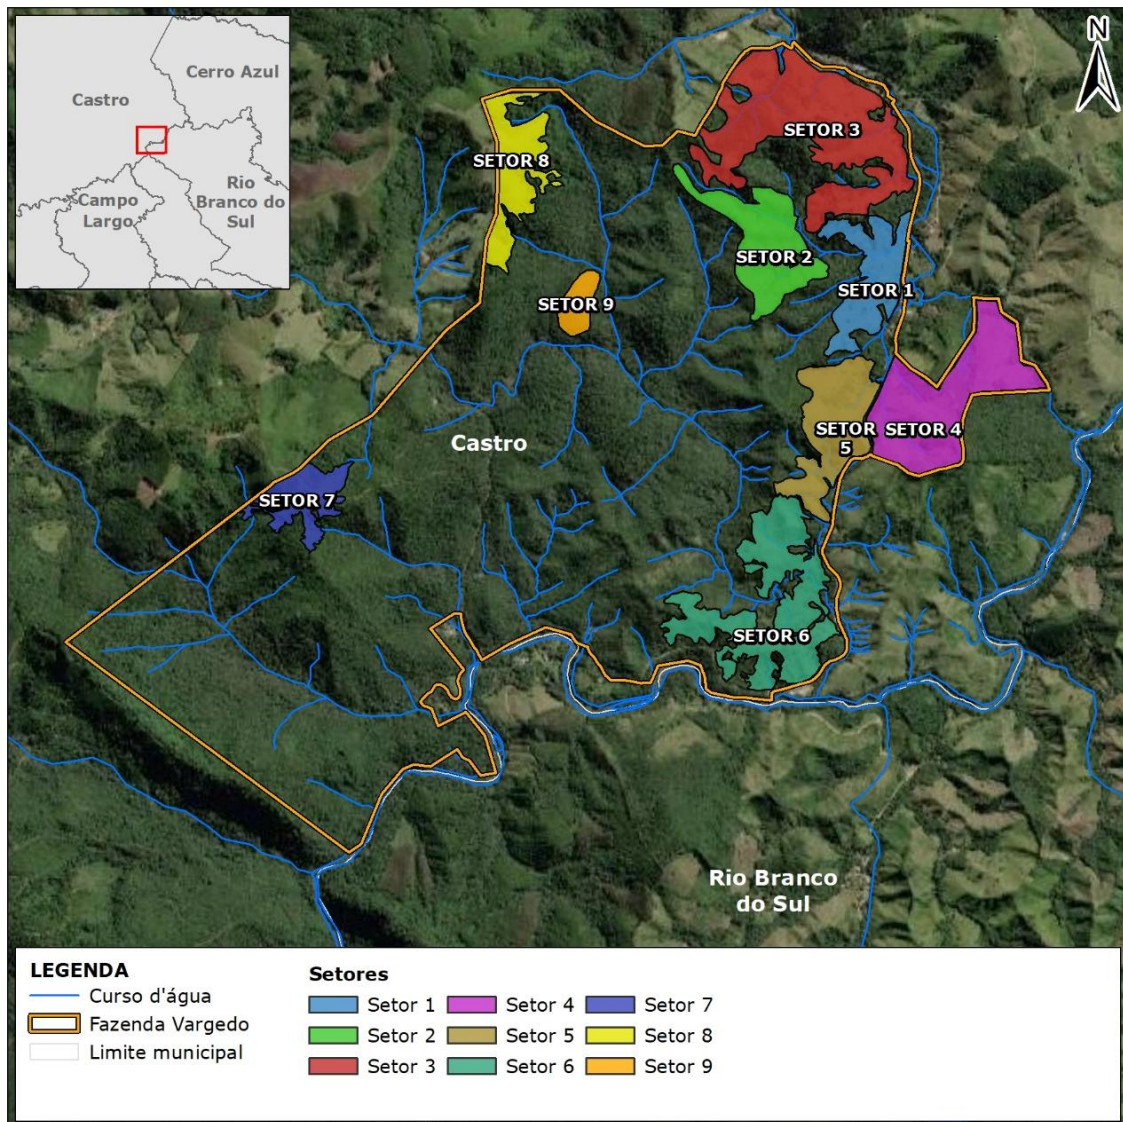 N
Cerro Azul
Castro
Campo
Largo
Rio
Branco do
Sul
SETOR 3
SETOR 8
SETOR 2
SETOR 1
SETOR 9
SETOR
5
SETOR 4
Castro
SETOR 7
SETOR 6
Rio Branco
do Sul
LEGENDA
Curso d'água
Fazenda Vargedo
Limite municipal
Setores
Setor 1
Setor 2
Setor 3
Setor 4
Setor 5
Setor 6
Setor 7
Setor 8
Setor 9